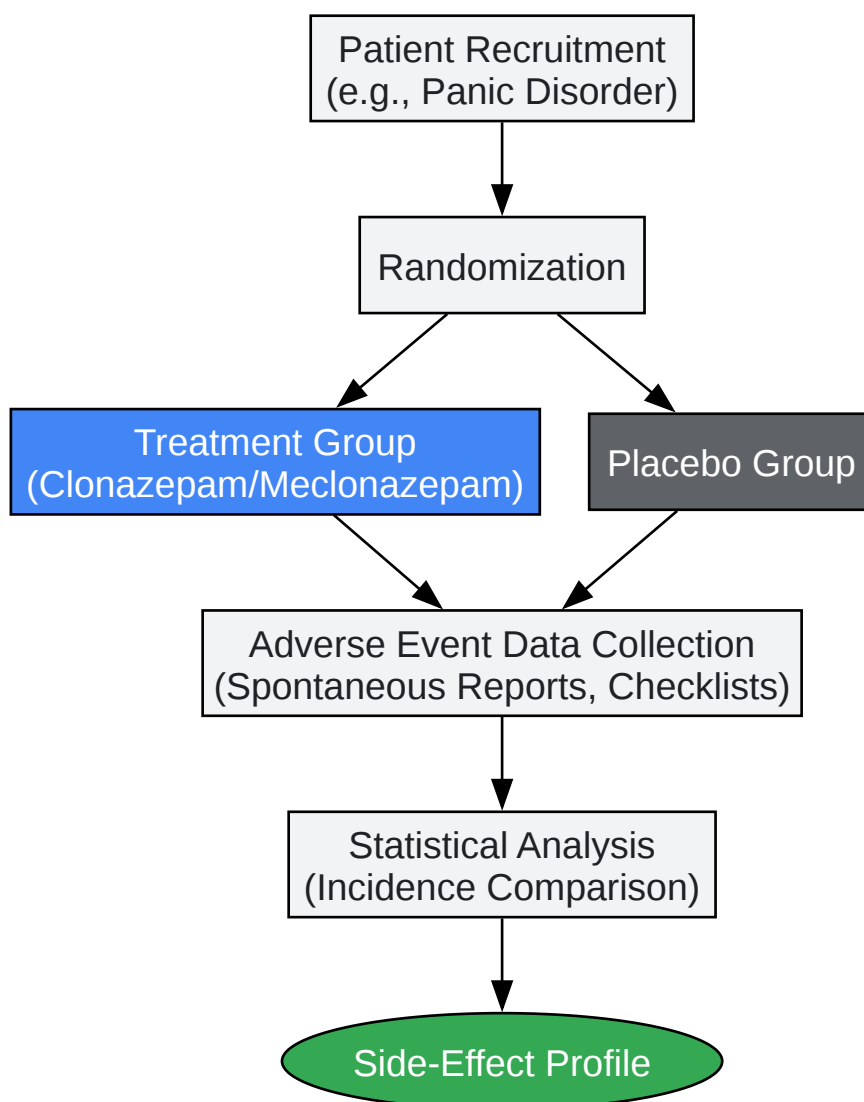 Patient Recruitment
(e.g., Panic Disorder)
Randomization
Treatment Group
(Clonazepam/Meclonazepam)
Placebo Group
Adverse Event Data Collection
(Spontaneous Reports, Checklists)
Statistical Analysis
(Incidence Comparison)
Side-Effect Profile